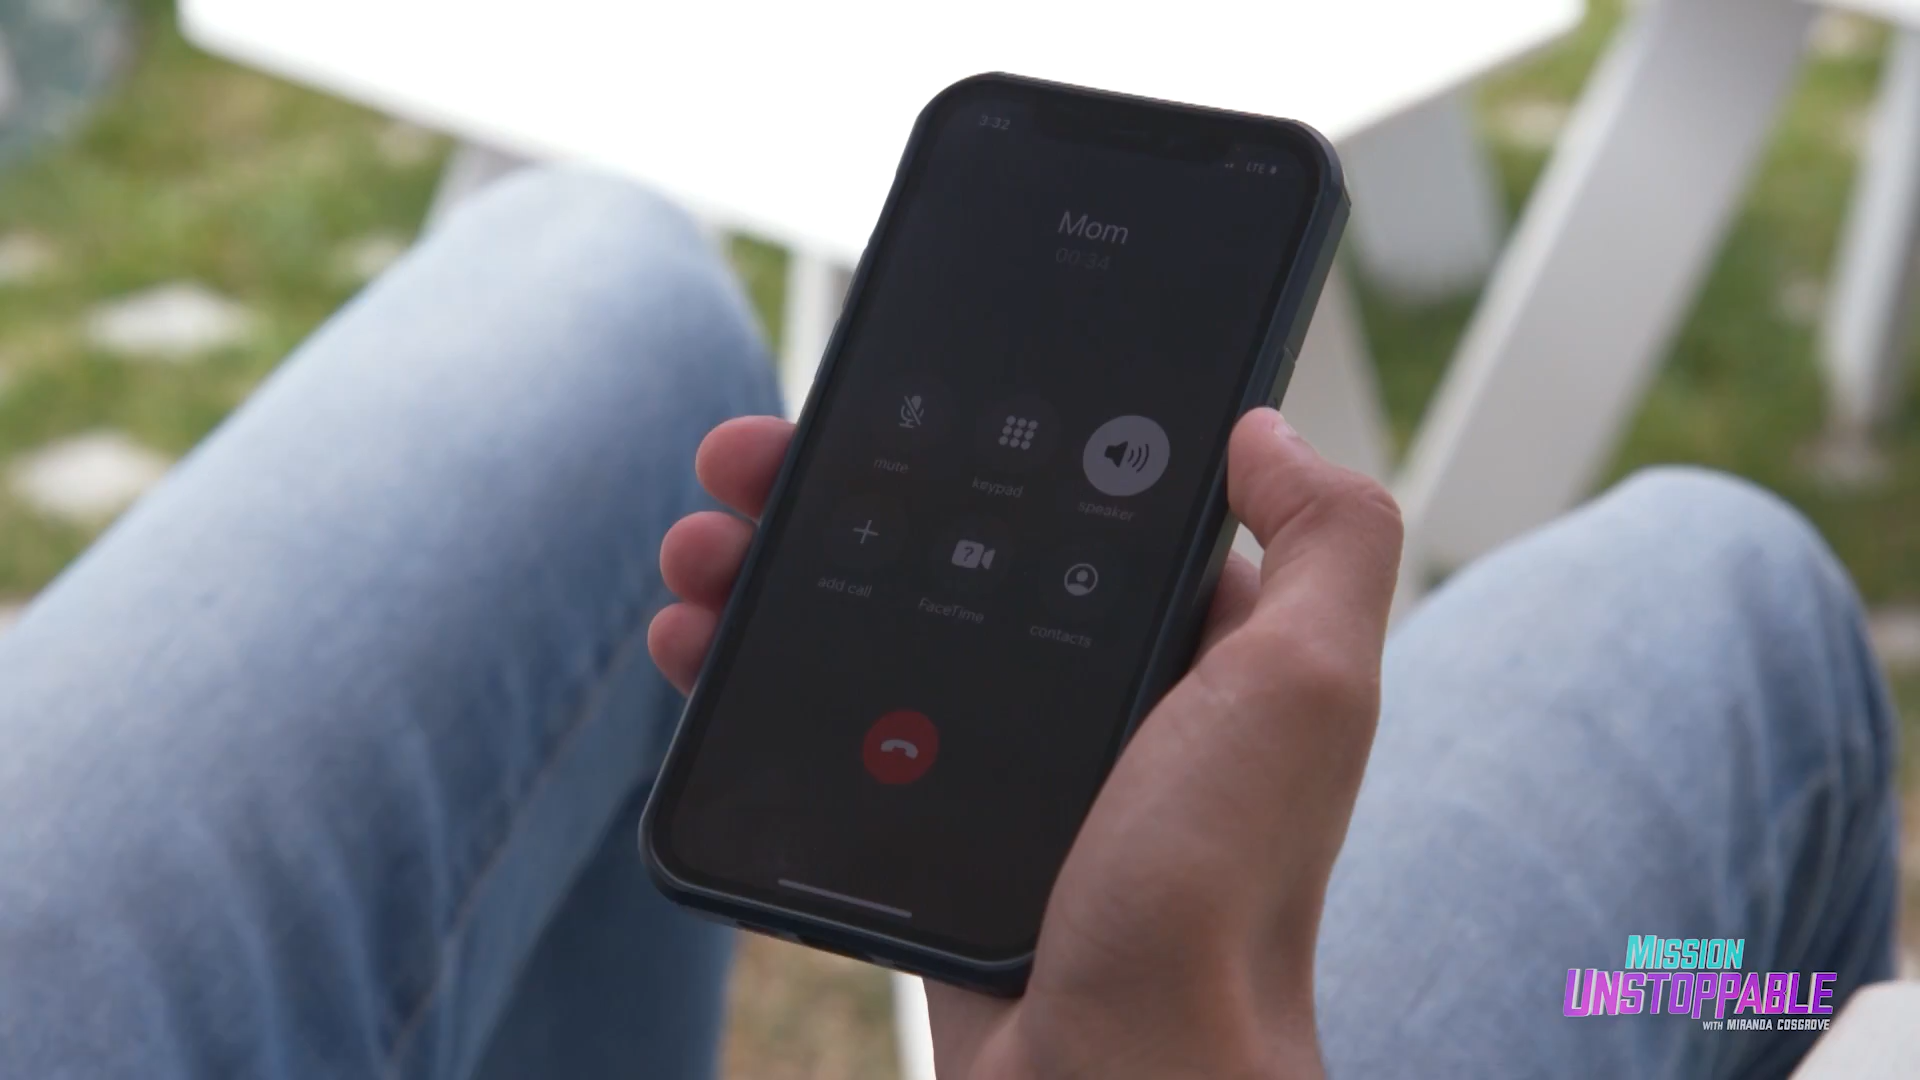 3:32
LTE
Mom
00:34
mute
keypad
speaker
add call
FaceTime
contacts
MISSION
UNSTOPPABLE
WITH MIRANDA COSGROVE